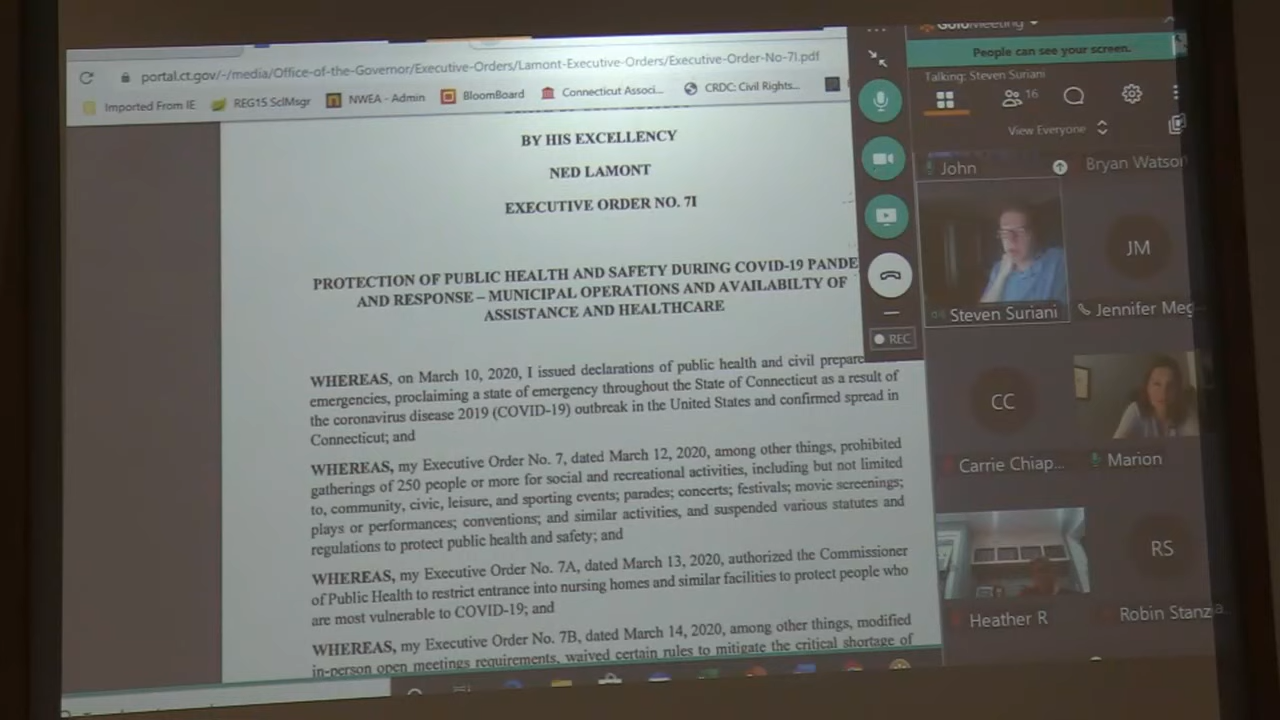 GoToMeeting
People can see your screen.
portal.ct.gov/-/media/Office-of-the-Governor/Executive-Orders/Lamont-Executive-Orders/Executive-Order-No-7I.pdf
Talking: Steven Suriani
Imported From IE
REG15 SclMsgr
NWEA - Admin
BloomBoard
Connecticut Associ...
CRDC: Civil Rights...
16
View Everyone
BY HIS EXCELLENCY
NED LAMONT
EXECUTIVE ORDER NO. 7I
PROTECTION OF PUBLIC HEALTH AND SAFETY DURING COVID-19 PANDE
AND RESPONSE – MUNICIPAL OPERATIONS AND AVAILABILTY OF
ASSISTANCE AND HEALTHCARE
WHEREAS, on March 10, 2020, I issued declarations of public health and civil prepare
emergencies, proclaiming a state of emergency throughout the State of Connecticut as a result of
the coronavirus disease 2019 (COVID-19) outbreak in the United States and confirmed spread in
Connecticut; and
WHEREAS, my Executive Order No. 7, dated March 12, 2020, among other things, prohibited
gatherings of 250 people or more for social and recreational activities, including but not limited
to, community, civic, leisure, and sporting events; parades; concerts; festivals; movie screenings;
plays or performances; conventions; and similar activities, and suspended various statutes and
regulations to protect public health and safety; and
WHEREAS, my Executive Order No. 7A, dated March 13, 2020, authorized the Commissioner
of Public Health to restrict entrance into nursing homes and similar facilities to protect people who
are most vulnerable to COVID-19; and
WHEREAS, my Executive Order No. 7B, dated March 14, 2020, among other things, modified
in-person open meetings requirements, waived certain rules to mitigate the critical shortage of
REC
John
Bryan Watson
JM
Steven Suriani
Jennifer Meg
CC
Carrie Chiap...
Marion
RS
Heather R
Robin Stanz